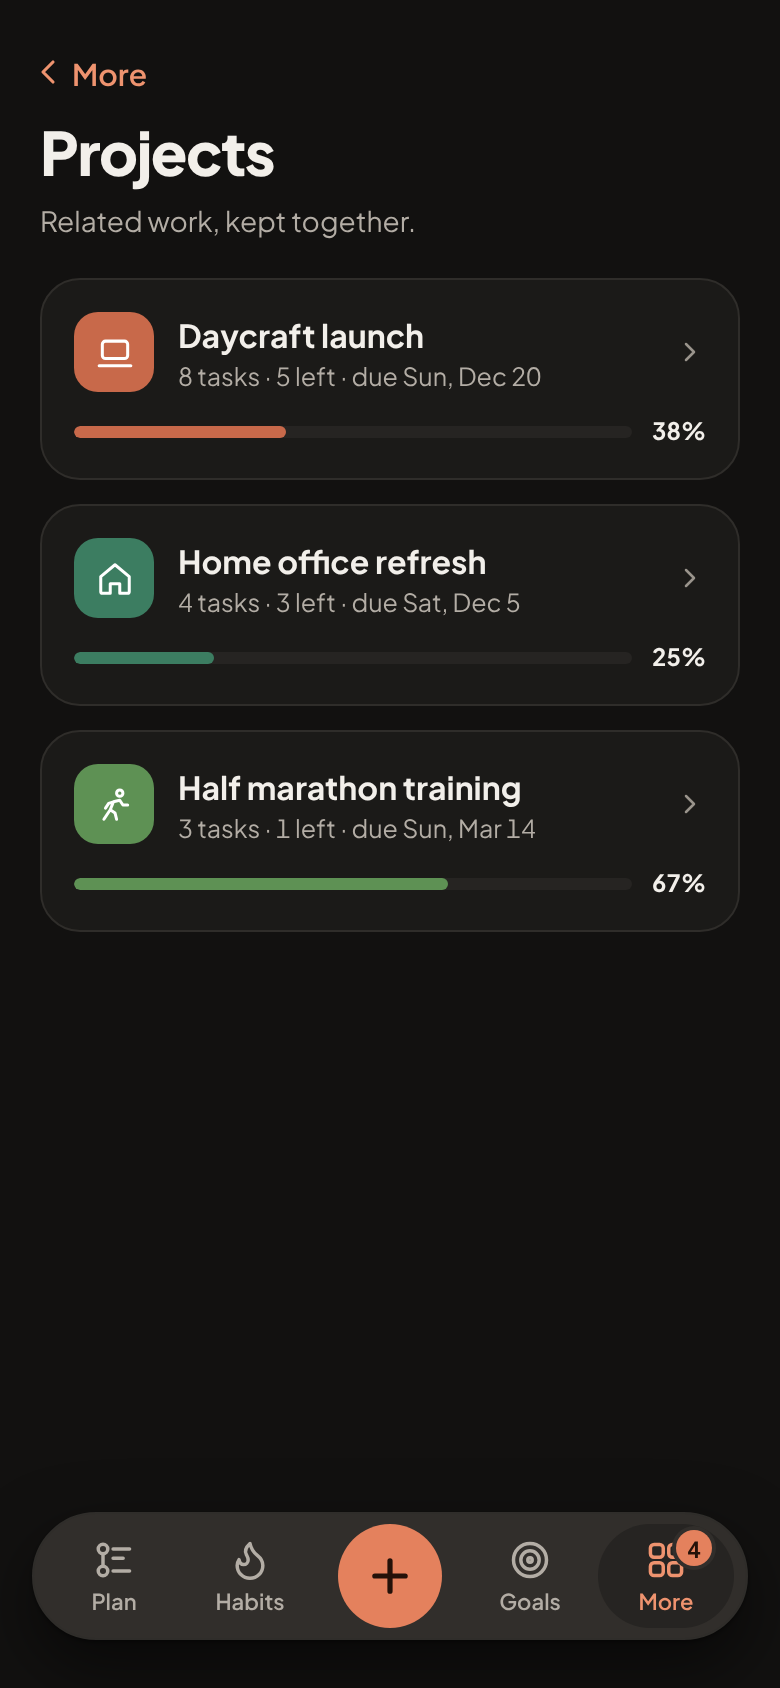 More
Projects
Related work, kept together.
Daycraft launch
8 tasks · 5 left · due Sun, Dec 20
38%
Home office refresh
4 tasks · 3 left · due Sat, Dec 5
25%
Half marathon training
3 tasks · 1 left · due Sun, Mar 14
67%
4
Plan
Habits
Goals
More